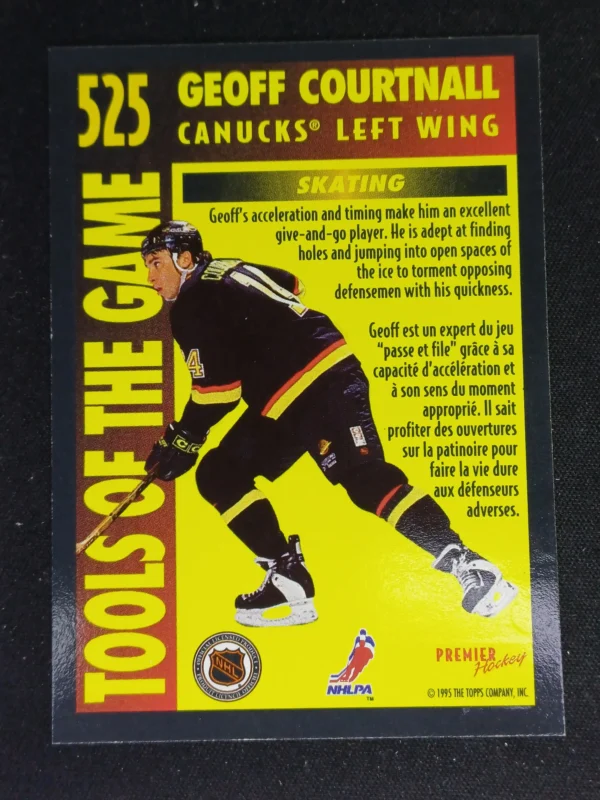 525
GEOFF COURTNALL
CANUCKS® LEFT WING
TOOLS OF THE GAME
SKATING
Geoff's acceleration and timing make him an excellent
give-and-go player. He is adept at finding
holes and jumping into open spaces of
the ice to torment opposing
defensemen with his quickness.
Geoff est un expert du jeu
"passe et file" grâce à sa
capacité d'accélération et
à son sens du moment
approprié. Il sait
profiter des ouvertures
sur la patinoire pour
faire la vie dure
aux défenseurs
adverses.
14
4
NHL
NHLPA
TM
PREMIER
Hockey
© 1995 THE TOPPS COMPANY, INC.